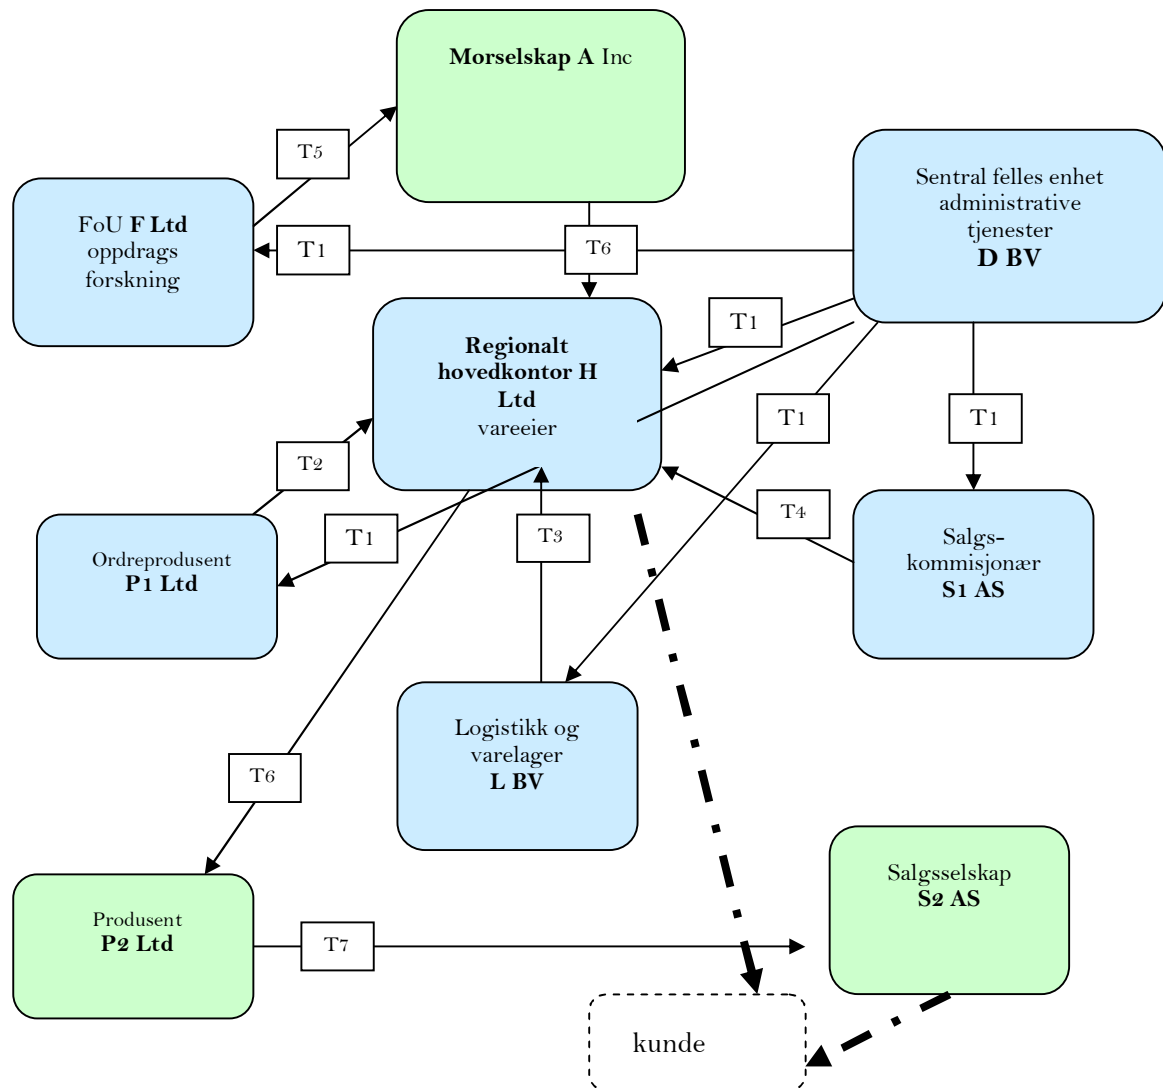 Morselskap A Inc
T5
Sentral felles enhet
administrative
tjenester
D BV
FoU F Ltd
oppdrags
forskning
T1
T6
Regionalt
hovedkontor H
Ltd
vareeier
T1
T1
T1
T2
T1
T3
T4
Ordreprodusent
P1 Ltd
Salgs-
kommisjonær
S1 AS
Logistikk og
varelager
L BV
T6
Salgsselskap
S2 AS
Produsent
P2 Ltd
T7
kunde